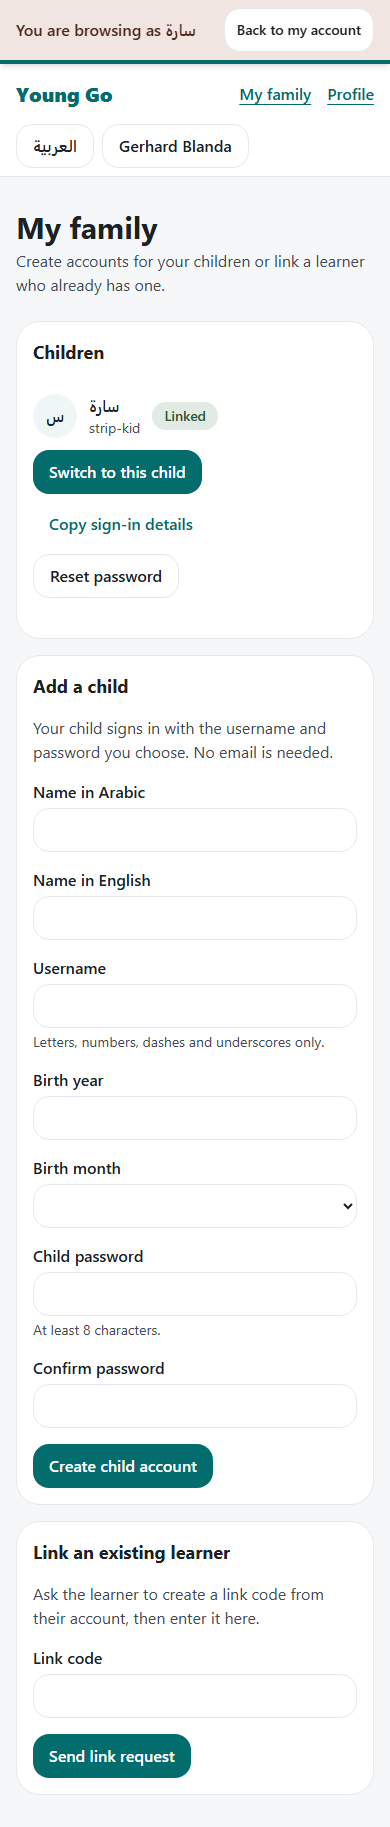 You are browsing as سارة
Back to my account
Young Go
My family
Profile
العربية
Gerhard Blanda
My family
Create accounts for your children or link a learner
who already has one.
Children
س
سارة
strip-kid
Linked
Switch to this child
Copy sign-in details
Reset password
Add a child
Your child signs in with the username and
password you choose. No email is needed.
Name in Arabic
Name in English
Username
Letters, numbers, dashes and underscores only.
Birth year
Birth month
Child password
At least 8 characters.
Confirm password
Create child account
Link an existing learner
Ask the learner to create a link code from
their account, then enter it here.
Link code
Send link request